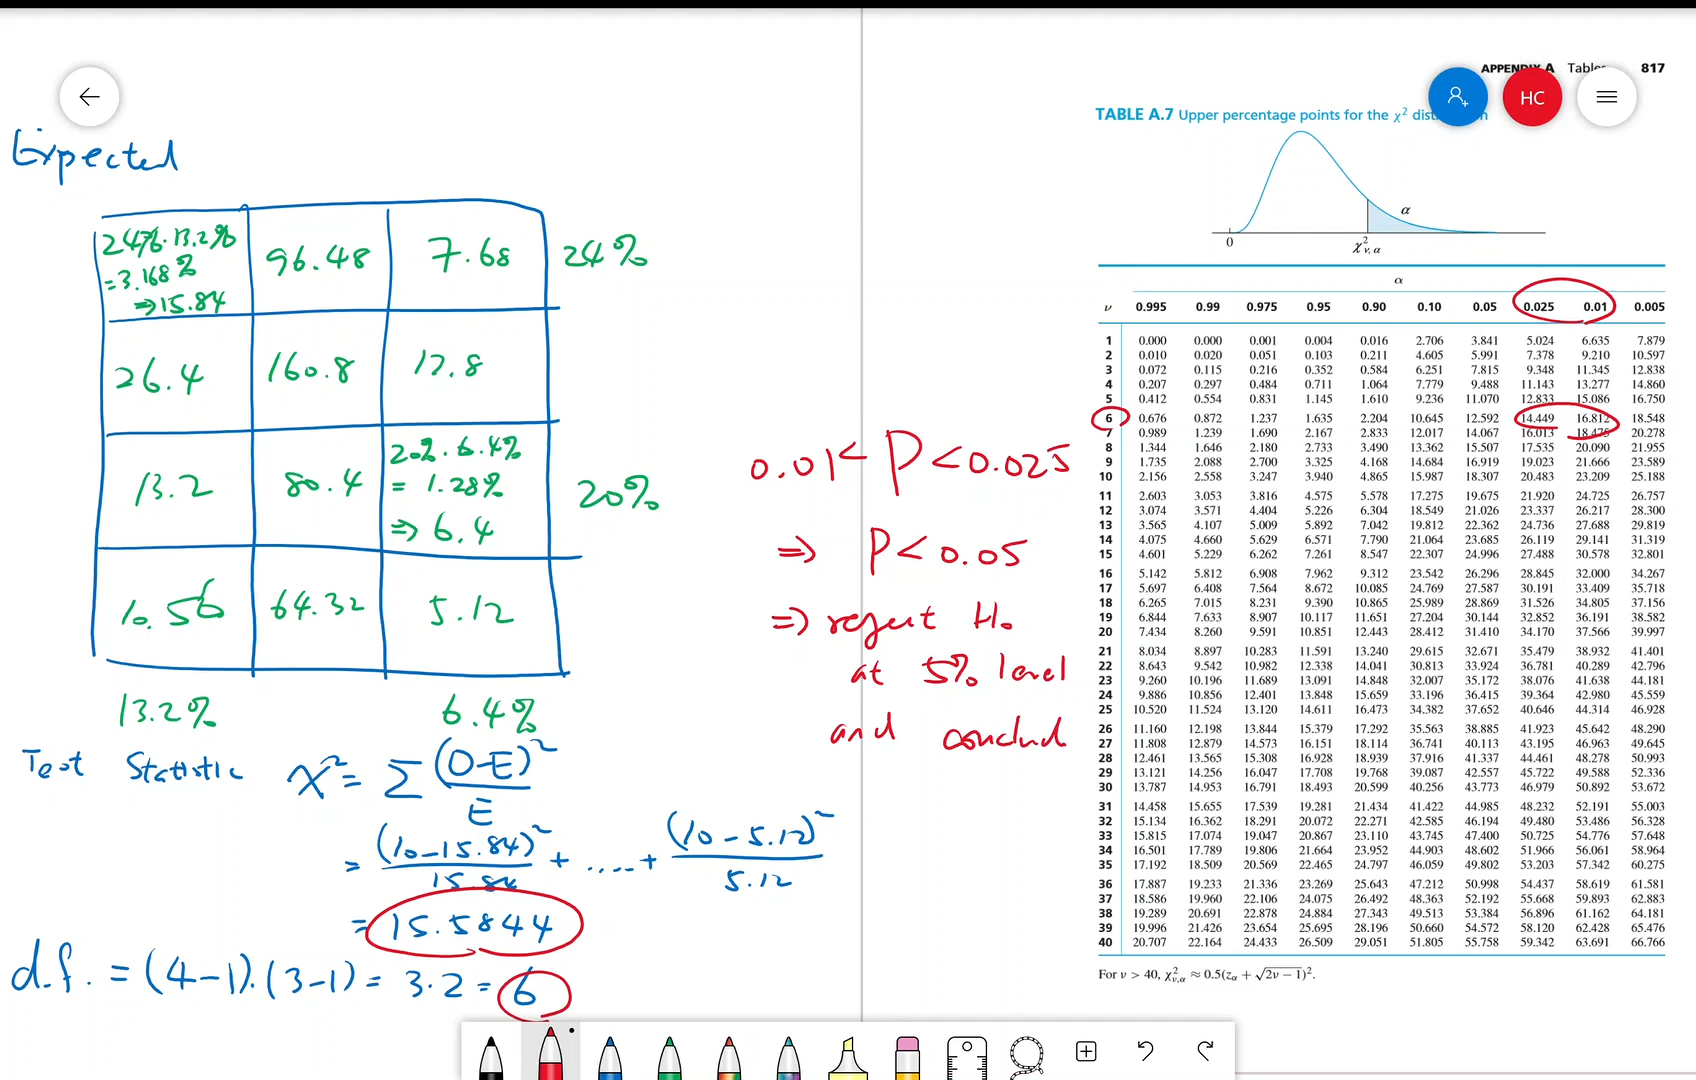 Expected
24%·13.2%
=3.168%
⇒15.84
96.48
7.68
24%
26.4
160.8
12.8
13.2
80.4
20%·6.4%
= 1.28%
⇒ 6.4
20%
10.56
64.32
5.12
13.2%
6.4%
Test Statistic χ² = Σ (O-E)² / E
= (10-15.84)² / 15.84 + ....+ (10-5.12)² / 5.12
= 15.5844
d.f. = (4-1)·(3-1) = 3·2 = 6
0.01< P<0.025
⇒ P<0.05
⇒ reject H₀
at 5% level
and conclud
APPENDIX A Tables 817
HC
TABLE A.7 Upper percentage points for the χ² dist
α
0
χ²ν,α
α
ν 0.995 0.99 0.975 0.95 0.90 0.10 0.05 0.025 0.01 0.005
1 0.000 0.000 0.001 0.004 0.016 2.706 3.841 5.024 6.635 7.879
2 0.010 0.020 0.051 0.103 0.211 4.605 5.991 7.378 9.210 10.597
3 0.072 0.115 0.216 0.352 0.584 6.251 7.815 9.348 11.345 12.838
4 0.207 0.297 0.484 0.711 1.064 7.779 9.488 11.143 13.277 14.860
5 0.412 0.554 0.831 1.145 1.610 9.236 11.070 12.833 15.086 16.750
6 0.676 0.872 1.237 1.635 2.204 10.645 12.592 14.449 16.812 18.548
7 0.989 1.239 1.690 2.167 2.833 12.017 14.067 16.013 18.475 20.278
8 1.344 1.646 2.180 2.733 3.490 13.362 15.507 17.535 20.090 21.955
9 1.735 2.088 2.700 3.325 4.168 14.684 16.919 19.023 21.666 23.589
10 2.156 2.558 3.247 3.940 4.865 15.987 18.307 20.483 23.209 25.188
11 2.603 3.053 3.816 4.575 5.578 17.275 19.675 21.920 24.725 26.757
12 3.074 3.571 4.404 5.226 6.304 18.549 21.026 23.337 26.217 28.300
13 3.565 4.107 5.009 5.892 7.042 19.812 22.362 24.736 27.688 29.819
14 4.075 4.660 5.629 6.571 7.790 21.064 23.685 26.119 29.141 31.319
15 4.601 5.229 6.262 7.261 8.547 22.307 24.996 27.488 30.578 32.801
16 5.142 5.812 6.908 7.962 9.312 23.542 26.296 28.845 32.000 34.267
17 5.697 6.408 7.564 8.672 10.085 24.769 27.587 30.191 33.409 35.718
18 6.265 7.015 8.231 9.390 10.865 25.989 28.869 31.526 34.805 37.156
19 6.844 7.633 8.907 10.117 11.651 27.204 30.144 32.852 36.191 38.582
20 7.434 8.260 9.591 10.851 12.443 28.412 31.410 34.170 37.566 39.997
21 8.034 8.897 10.283 11.591 13.240 29.615 32.671 35.479 38.932 41.401
22 8.643 9.542 10.982 12.338 14.041 30.813 33.924 36.781 40.289 42.796
23 9.260 10.196 11.689 13.091 14.848 32.007 35.172 38.076 41.638 44.181
24 9.886 10.856 12.401 13.848 15.659 33.196 36.415 39.364 42.980 45.559
25 10.520 11.524 13.120 14.611 16.473 34.382 37.652 40.646 44.314 46.928
26 11.160 12.198 13.844 15.379 17.292 35.563 38.885 41.923 45.642 48.290
27 11.808 12.879 14.573 16.151 18.114 36.741 40.113 43.195 46.963 49.645
28 12.461 13.565 15.308 16.928 18.939 37.916 41.337 44.461 48.278 50.993
29 13.121 14.256 16.047 17.708 19.768 39.087 42.557 45.722 49.588 52.336
30 13.787 14.953 16.791 18.493 20.599 40.256 43.773 46.979 50.892 53.672
31 14.458 15.655 17.539 19.281 21.434 41.422 44.985 48.232 52.191 55.003
32 15.134 16.362 18.291 20.072 22.271 42.585 46.194 49.480 53.486 56.328
33 15.815 17.074 19.047 20.867 23.110 43.745 47.400 50.725 54.776 57.648
34 16.501 17.789 19.806 21.664 23.952 44.903 48.602 51.966 56.061 58.964
35 17.192 18.509 20.569 22.465 24.797 46.059 49.802 53.203 57.342 60.275
36 17.887 19.233 21.336 23.269 25.643 47.212 50.998 54.437 58.619 61.581
37 18.586 19.960 22.106 24.075 26.492 48.363 52.192 55.668 59.893 62.883
38 19.289 20.691 22.878 24.884 27.343 49.513 53.384 56.896 61.162 64.181
39 19.996 21.426 23.654 25.695 28.196 50.660 54.572 58.120 62.428 65.476
40 20.707 22.164 24.433 26.509 29.051 51.805 55.758 59.342 63.691 66.766
For ν > 40, χ²ν,α ≈ 0.5(zα + √2ν − 1)².